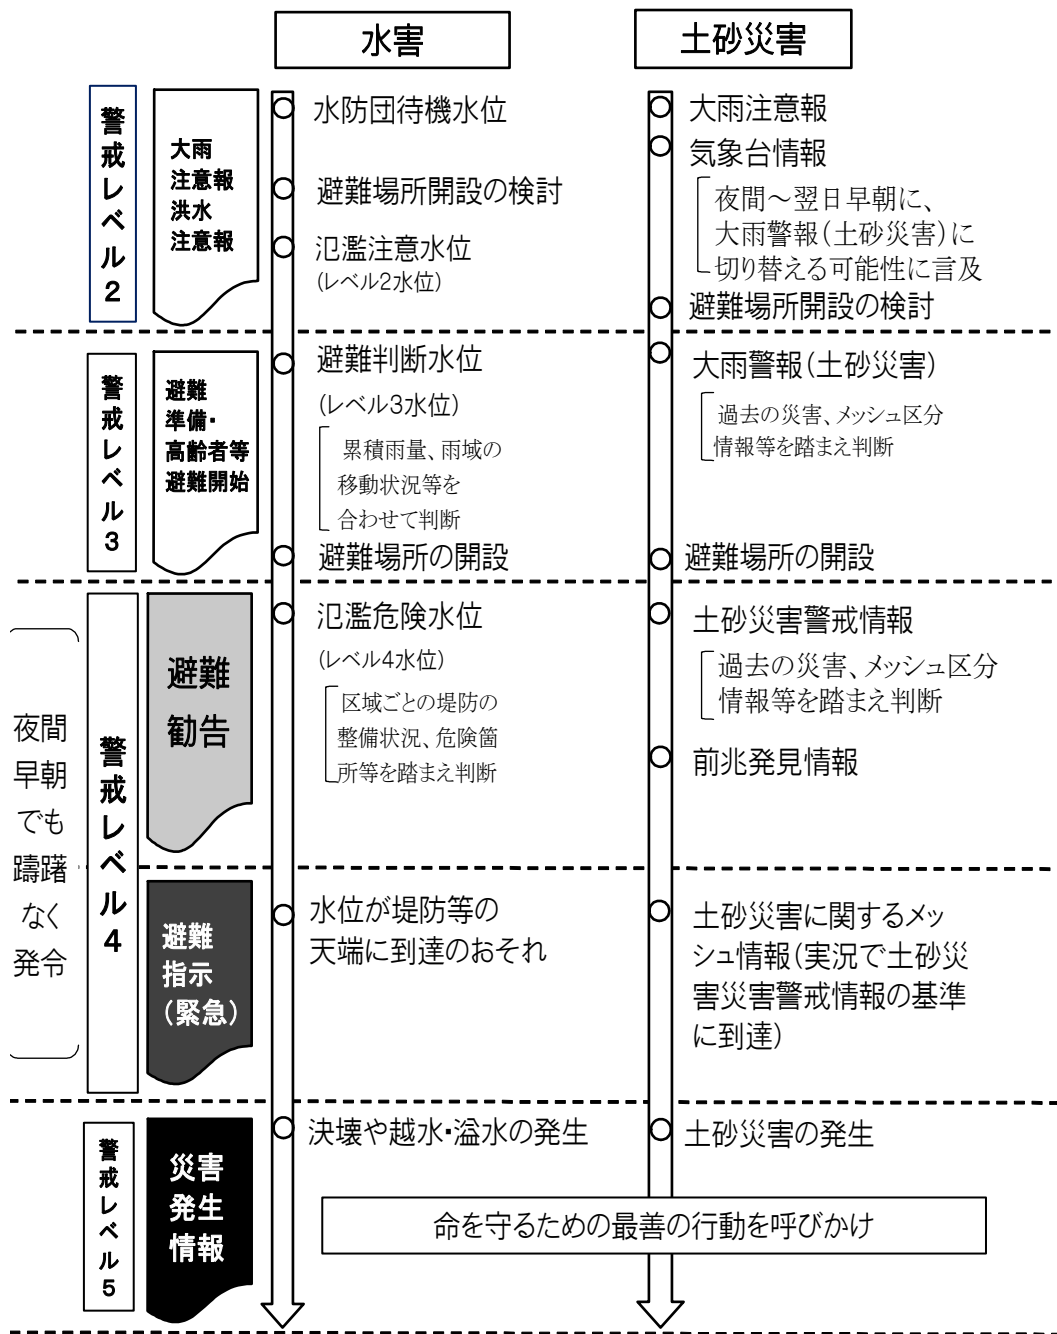 水害
土砂災害
警戒レベル2
大雨
注意報
洪水
注意報
水防団待機水位
避難場所開設の検討
氾濫注意水位
(レベル2水位)
大雨注意報
気象台情報
夜間～翌日早朝に、
大雨警報(土砂災害)に
切り替える可能性に言及
避難場所開設の検討
警戒レベル3
避難
準備・
高齢者等
避難開始
避難判断水位
(レベル3水位)
累積雨量、雨域の
移動状況等を
合わせて判断
避難場所の開設
大雨警報(土砂災害)
過去の災害、メッシュ区分
情報等を踏まえ判断
避難場所の開設
夜間
早朝
でも
躊躇
なく
発令
警戒レベル4
避難
勧告
氾濫危険水位
(レベル4水位)
区域ごとの堤防の
整備状況、危険箇
所等を踏まえ判断
土砂災害警戒情報
過去の災害、メッシュ区分
情報等を踏まえ判断
前兆発見情報
避難
指示
(緊急)
水位が堤防等の
天端に到達のおそれ
土砂災害に関するメッ
シュ情報(実況で土砂災
害災害警戒情報の基準
に到達)
警戒レベル5
災害
発生
情報
決壊や越水・溢水の発生
土砂災害の発生
命を守るための最善の行動を呼びかけ